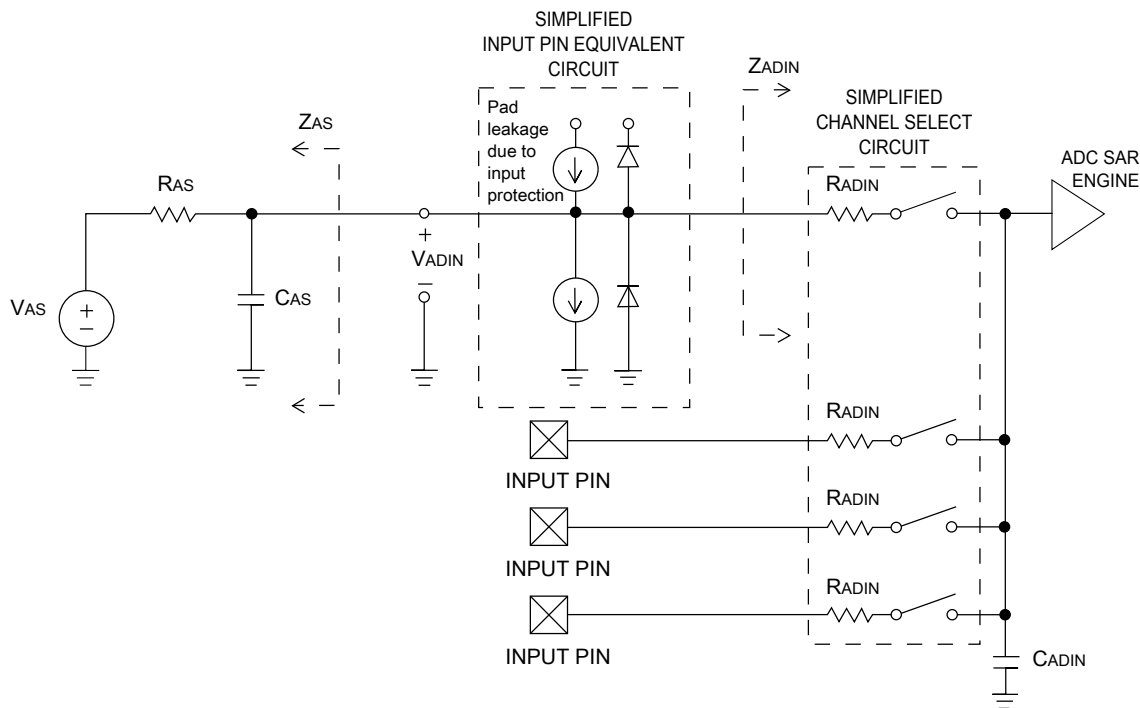 SIMPLIFIED
INPUT PIN EQUIVALENT
CIRCUIT
ZADIN
Pad
leakage
due to
input
protection
SIMPLIFIED
CHANNEL SELECT
CIRCUIT
ZAS
ADC SAR
ENGINE
RAS
RADIN
+
VADIN
–
VAS
+
–
CAS
RADIN
INPUT PIN
RADIN
INPUT PIN
RADIN
INPUT PIN
CADIN